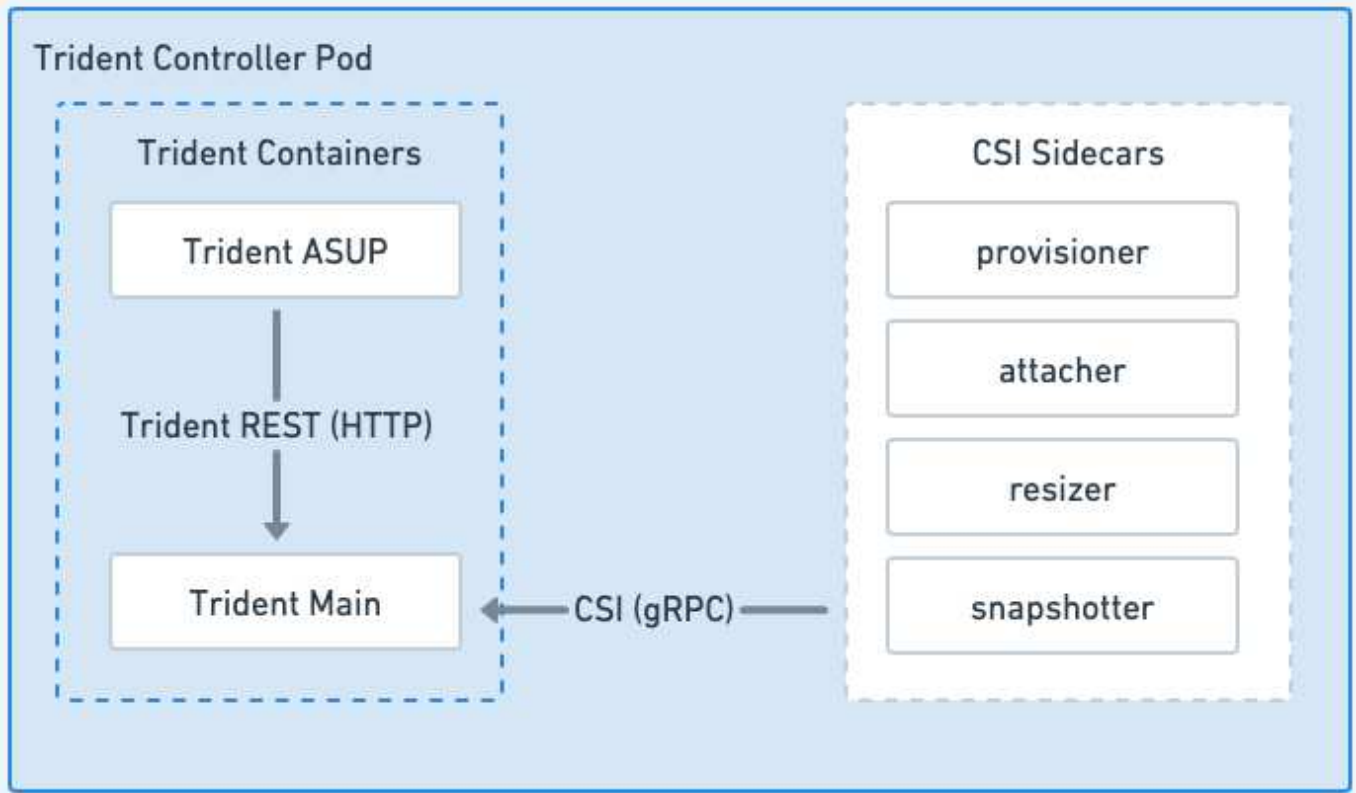 Trident Controller Pod
Trident Containers
Trident ASUP
Trident REST (HTTP)
Trident Main
CSI (gRPC)
CSI Sidecars
provisioner
attacher
resizer
snapshotter